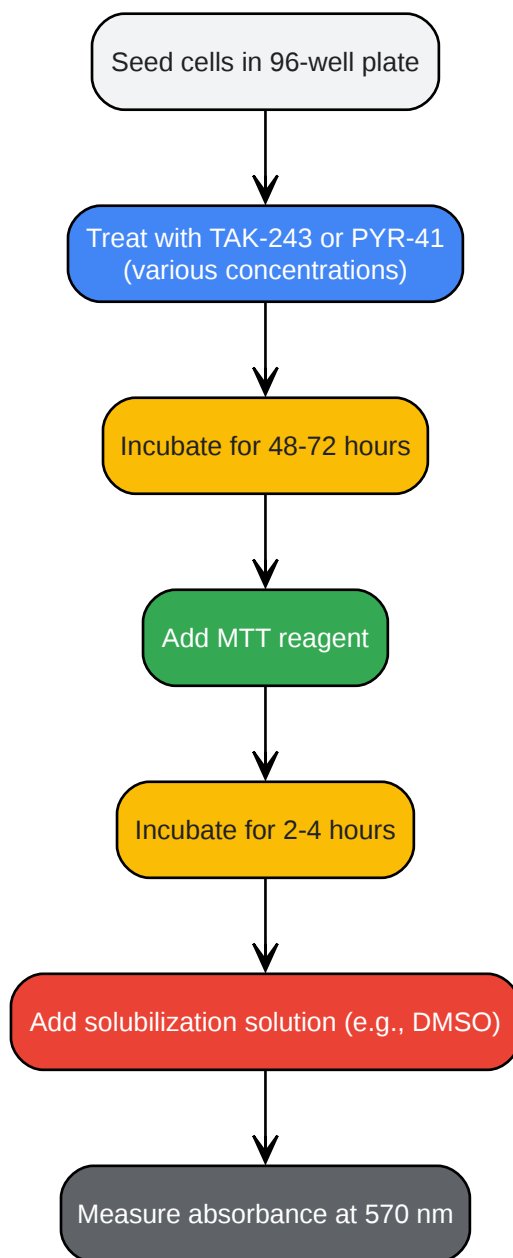 Seed cells in 96-well plate
Treat with TAK-243 or PYR-41
(various concentrations)
Incubate for 48-72 hours
Add MTT reagent
Incubate for 2-4 hours
Add solubilization solution (e.g., DMSO)
Measure absorbance at 570 nm